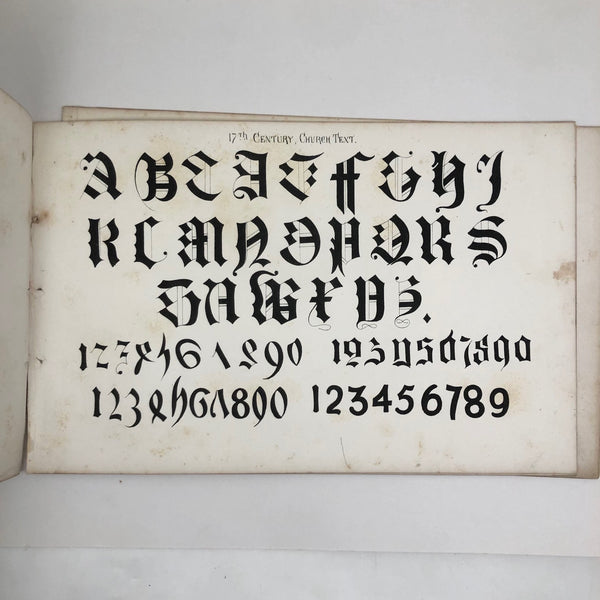 17th Century, Church Text.
A B C D E F G H I
K L M N O P Q R S
T U W X Y Z.
1 2 3 4 5 6 7 8 9 0 1 2 3 4 5 6 7 8 9 0
1 2 3 4 5 6 7 8 9 0 1 2 3 4 5 6 7 8 9